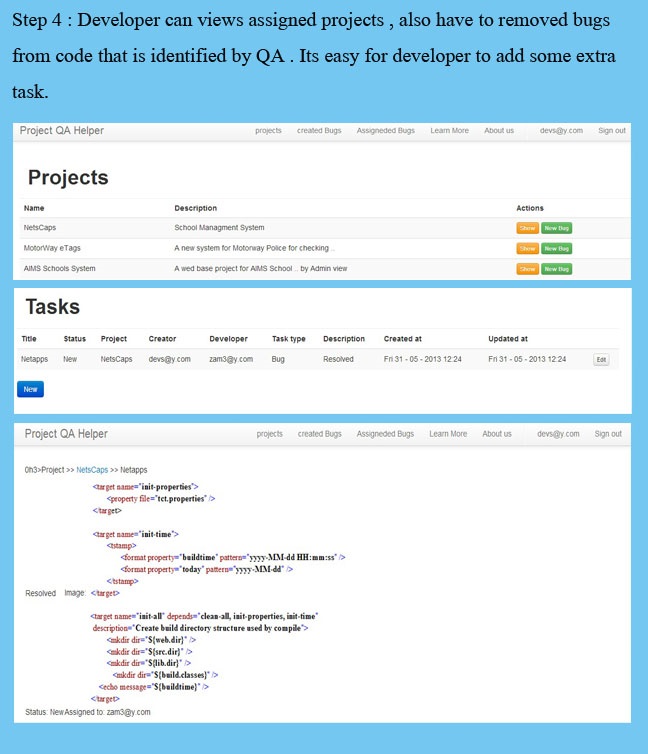 Step 4 : Developer can views assigned projects , also have to removed bugs
from code that is identified by QA . Its easy for developer to add some extra
task.
Project QA Helper projects created Bugs Assigneded Bugs Learn More About us devs@y.com Sign out
Projects
Name Description Actions
NetsCaps School Managment System Show New Bug
MotorWay eTags A new system for Motorway Police for checking .. Show New Bug
AIMS Schools System A wed base project for AIMS School .. by Admin view Show New Bug
Tasks
Title Status Project Creator Developer Task type Description Created at Updated at
Netapps New NetsCaps devs@y.com zam3@y.com Bug Resolved Fri 31 - 05 - 2013 12:24 Fri 31 - 05 - 2013 12:24 Edit
New
Project QA Helper projects created Bugs Assigneded Bugs Learn More About us devs@y.com Sign out
0h3>Project >> NetsCaps >> Netapps
<target name="init-properties">
<property file="tct.properties" />
</target>
<target name="init-time">
<tstamp>
<format property="buildtime" pattern="yyyy-MM-dd HH:mm:ss" />
<format property="today" pattern="yyyy-MM-dd" />
</tstamp>
Resolved Image: </target>
<target name="init-all" depends="clean-all, init-properties, init-time"
description="Create build directory structure used by compile">
<mkdir dir="${web.dir}" />
<mkdir dir="${src.dir}" />
<mkdir dir="${lib.dir}" />
<mkdir dir="${build.classes}" />
<echo message="${buildtime}" />
</target>
Status: NewAssigned to: zam3@y.com